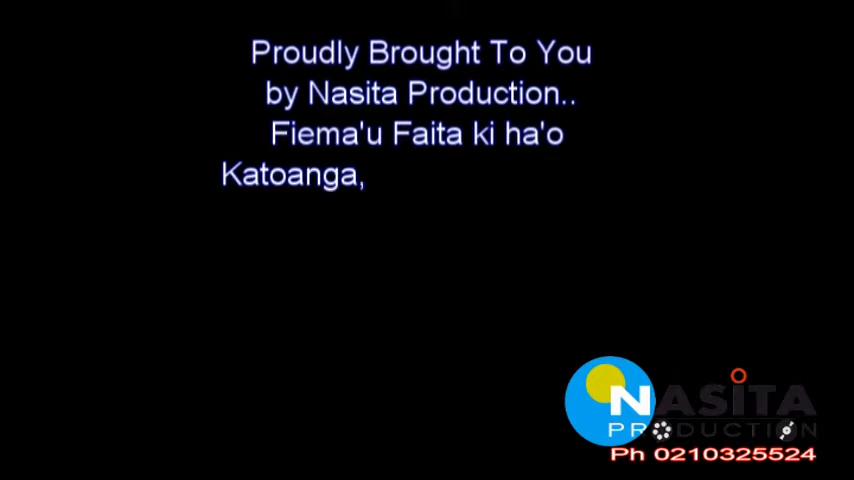 Proudly Brought To You
by Nasita Production..
Fiema'u Faita ki ha'o
Katoanga,
NASiTA
PRODUCTION
Ph 0210325524